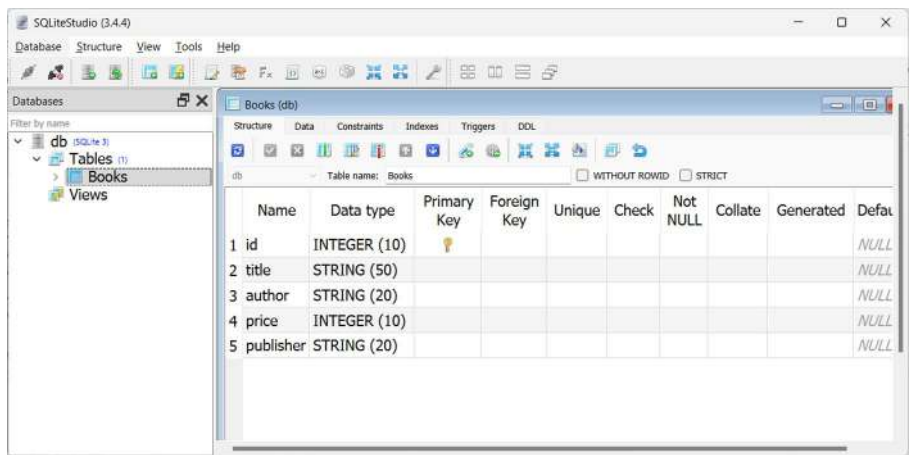 SQLiteStudio (3.4.4)
Database Structure View Tools Help
Databases
Filter by name
db (SQLite 3)
Tables (1)
Books
Views
Books (db)
Structure Data Constraints Indexes Triggers DDL
db Table name: Books WITHOUT ROWID STRICT
Name Data type Primary Key Foreign Key Unique Check Not NULL Collate Generated Defau
1 id INTEGER (10) NULL
2 title STRING (50) NULL
3 author STRING (20) NULL
4 price INTEGER (10) NULL
5 publisher STRING (20) NULL